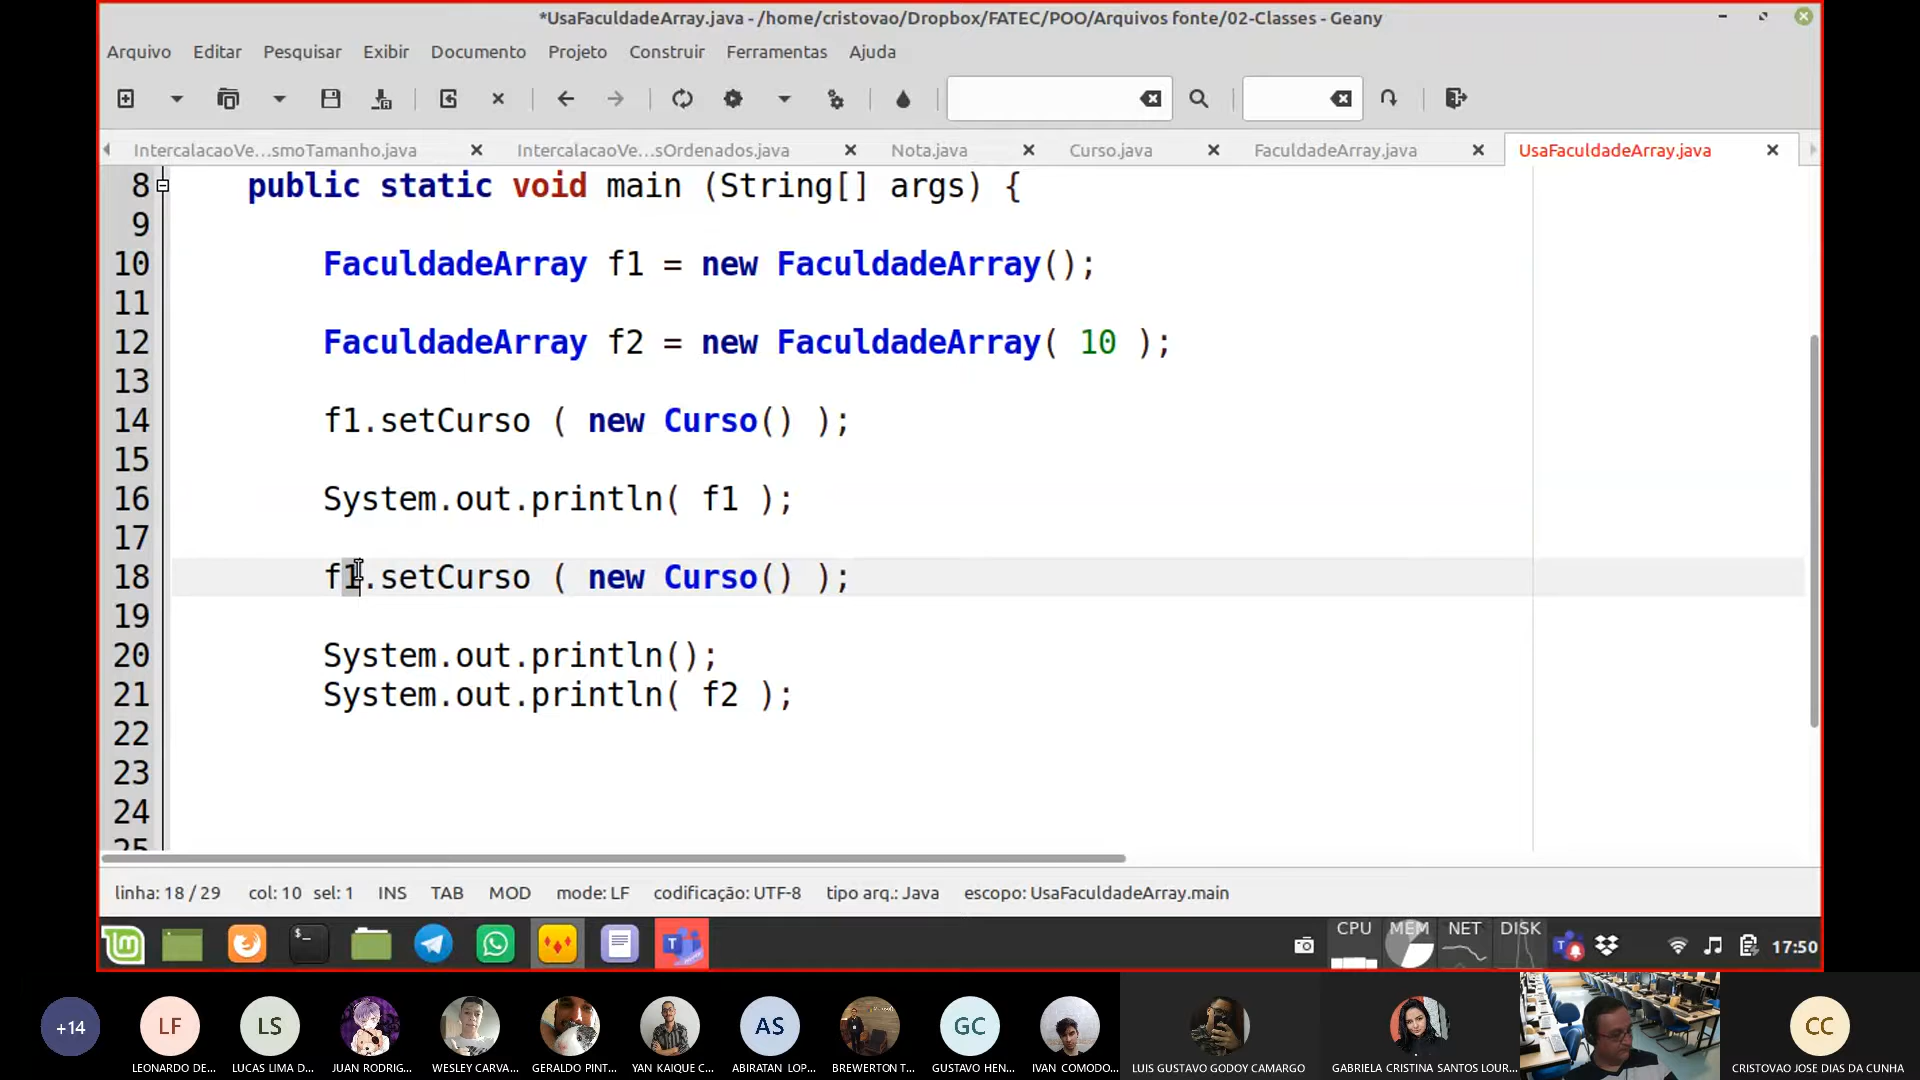 *UsaFaculdadeArray.java - /home/cristovao/Dropbox/FATEC/POO/Arquivos fonte/02-Classes - Geany
Arquivo Editar Pesquisar Exibir Documento Projeto Construir Ferramentas Ajuda
IntercalacaoVe...smoTamanho.java IntercalacaoVe...sOrdenados.java Nota.java Curso.java FaculdadeArray.java UsaFaculdadeArray.java
8 public static void main (String[] args) {
9
10 FaculdadeArray f1 = new FaculdadeArray();
11
12 FaculdadeArray f2 = new FaculdadeArray( 10 );
13
14 f1.setCurso ( new Curso() );
15
16 System.out.println( f1 );
17
18 f1.setCurso ( new Curso() );
19
20 System.out.println();
21 System.out.println( f2 );
22
23
24
25
linha: 18 / 29 col: 10 sel: 1 INS TAB MOD mode: LF codificação: UTF-8 tipo arq.: Java escopo: UsaFaculdadeArray.main
CPU MEM NET DISK
17:50
+14 LF LS AS GC CC
LEONARDO DE... LUCAS LIMA D... JUAN RODRIG... WESLEY CARVA... GERALDO PINT... YAN KAIQUE C... ABIRATAN LOP... BREWERTON T... GUSTAVO HEN... IVAN COMODO... LUIS GUSTAVO GODOY CAMARGO GABRIELA CRISTINA SANTOS LOUR... CRISTOVAO JOSE DIAS DA CUNHA